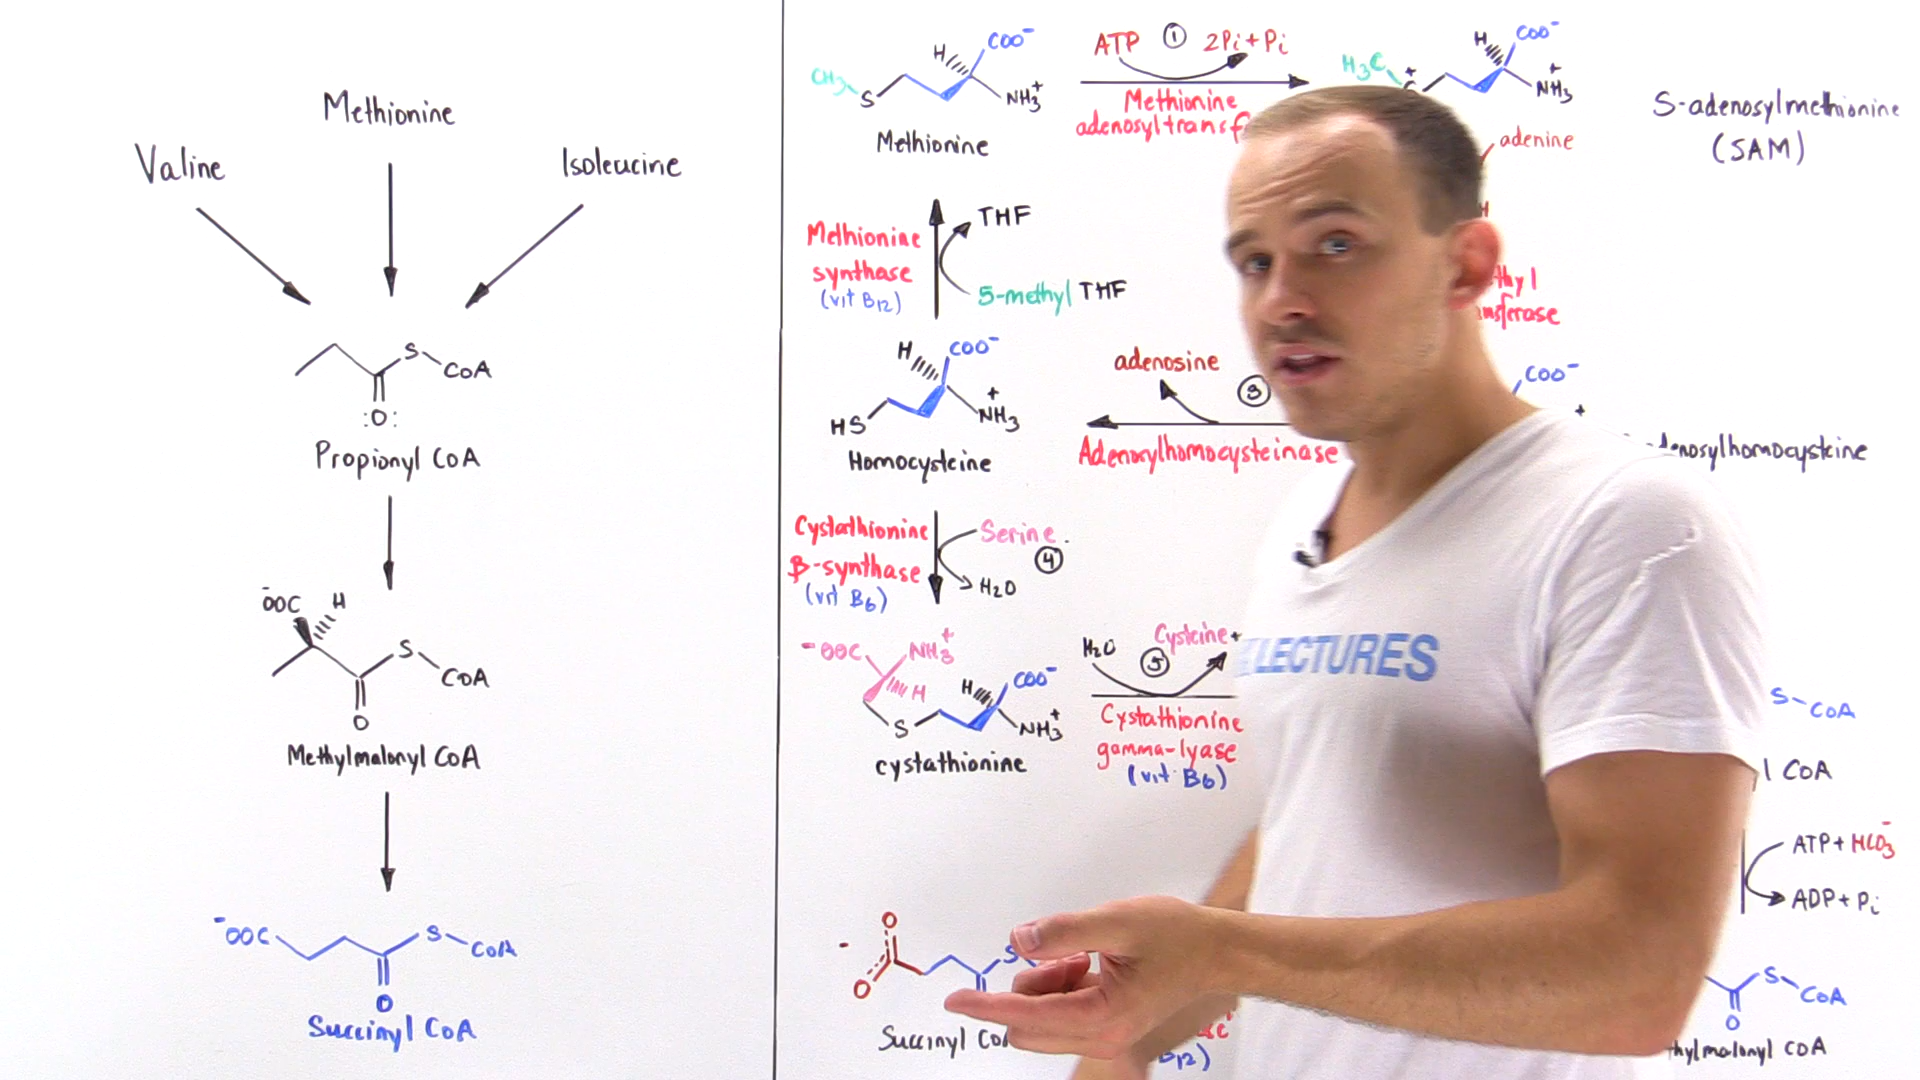 Methionine
Valine
Isoleucine
S
CoA
:O:
Propionyl CoA
-OOC
H
S
CoA
O
Methylmalonyl CoA
-OOC
S
CoA
O
Succinyl CoA
H
COO-
CH3
S
NH3+
Methionine
ATP
1
2Pi + Pi
Methionine
H
COO-
H3C
+
NH3+
adenine
S-adenosylmethionine
(SAM)
Methionine
synthase
(vit B12)
THF
5-methyl THF
H
COO-
HS
+
NH3
Homocysteine
adenosine
3
Adenosylhomocysteinase
COO-
+
Cystathionine
B-synthase
(vit B6)
Serine
4
H2O
-OOC
NH3+
H
H
COO-
S
NH3+
cystathionine
H2O
5
Cysteine +
Cystathionine
gamma-lyase
(vit B6)
LECTURES
S-CoA
CoA
ATP + HCO3-
ADP + Pi
-
O
O
S
Succinyl
S
CoA
O
CoA